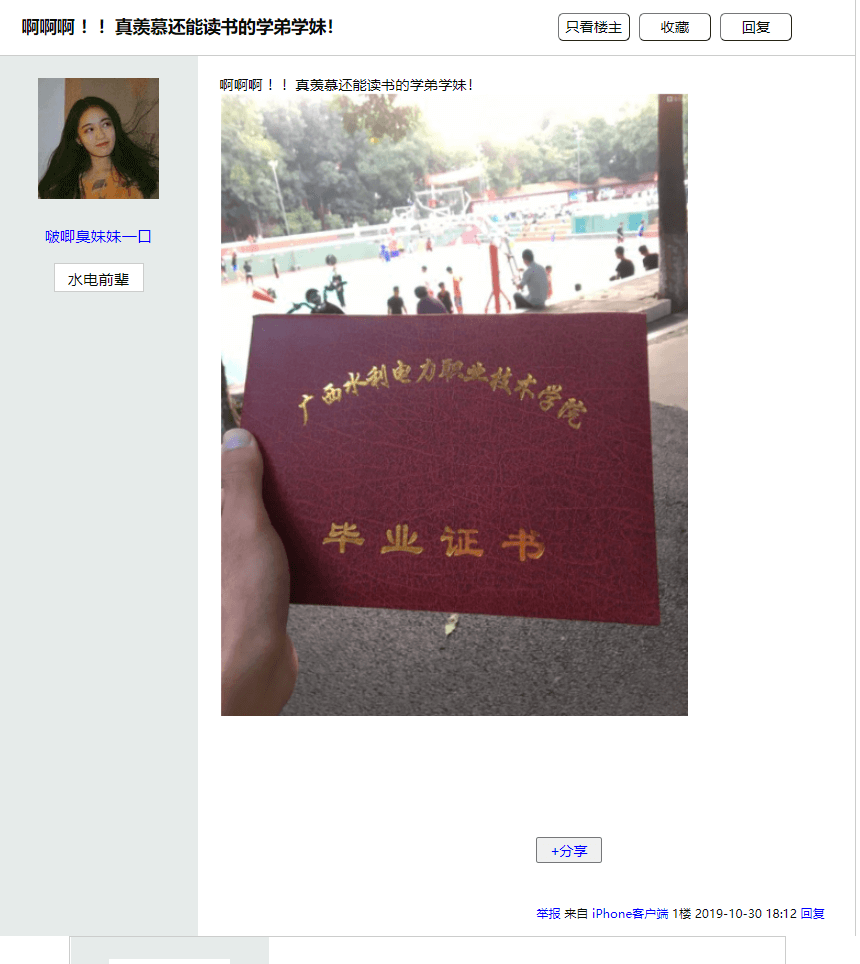 啊啊啊！！真羡慕还能读书的学弟学妹！
只看楼主
收藏
回复
啵唧臭妹妹一囗
水电前辈
啊啊啊！！真羡慕还能读书的学弟学妹！
广西水利电力职业技术学院
毕业证书
+分享
举报 来自 iPhone客户端 1楼 2019-10-30 18:12 回复